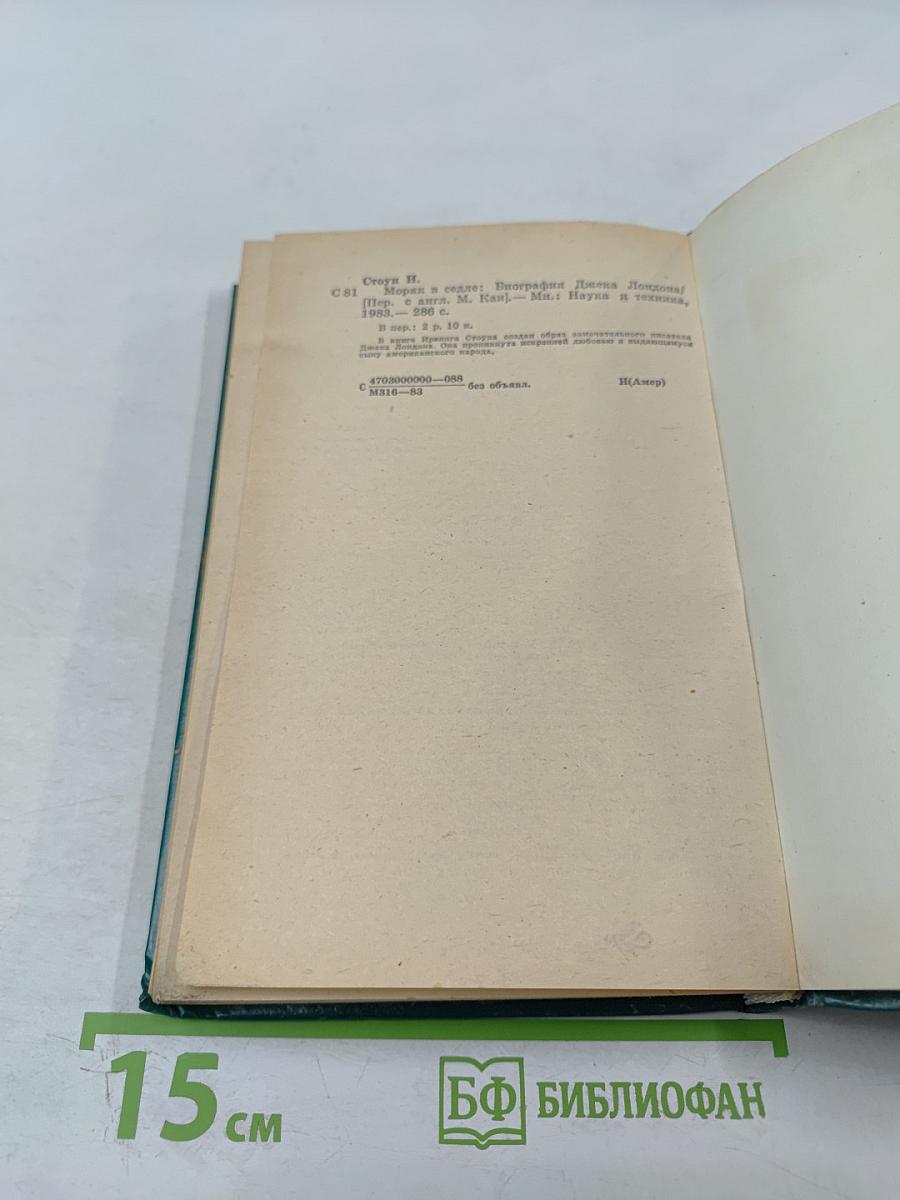 Стоун И.
С 81 Моряк в седле: Биография Джека Лондона/
[Пер. с англ. М. Кан].— Мн.: Наука и техника,
1983.— 286 с.
В пер.: 2 р. 10 к.
В книге Ирвинга Стоуна создан образ замечательного писателя
Джека Лондона. Она проникнута искренней любовью к выдающемуся
сыну американского народа.
С 4703000000—088 без объявл. И(Амер)
М316—83
15 см
БФ БИБЛИОФАН